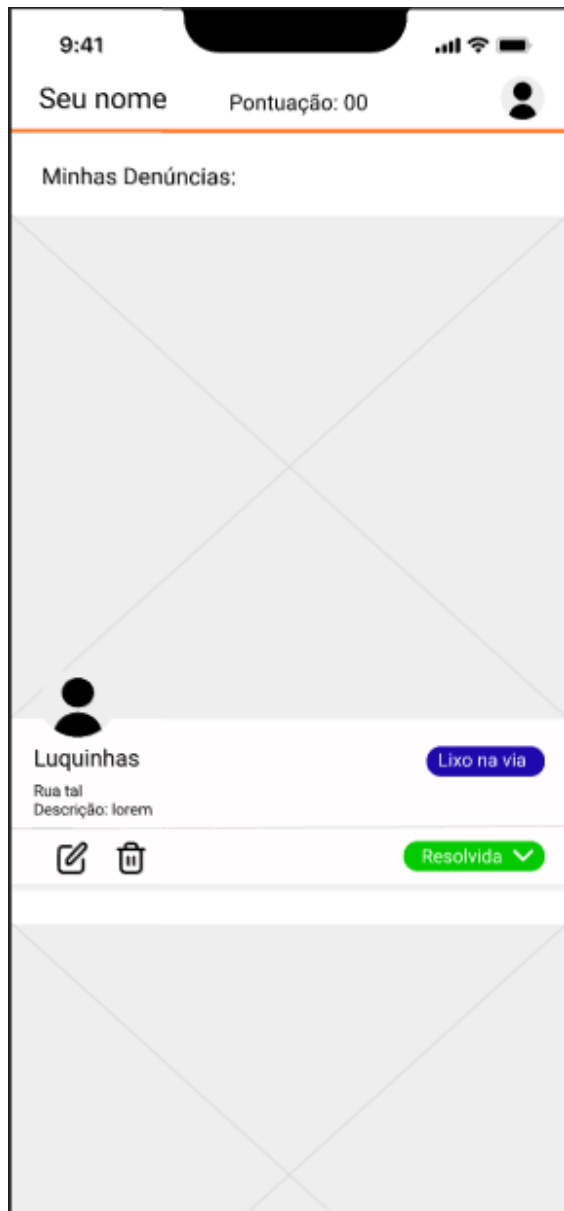 9:41
Seu nome
Pontuação: 00
Minhas Denúncias:
Luquinhas
Lixo na via
Rua tal
Descrição: lorem
Resolvida